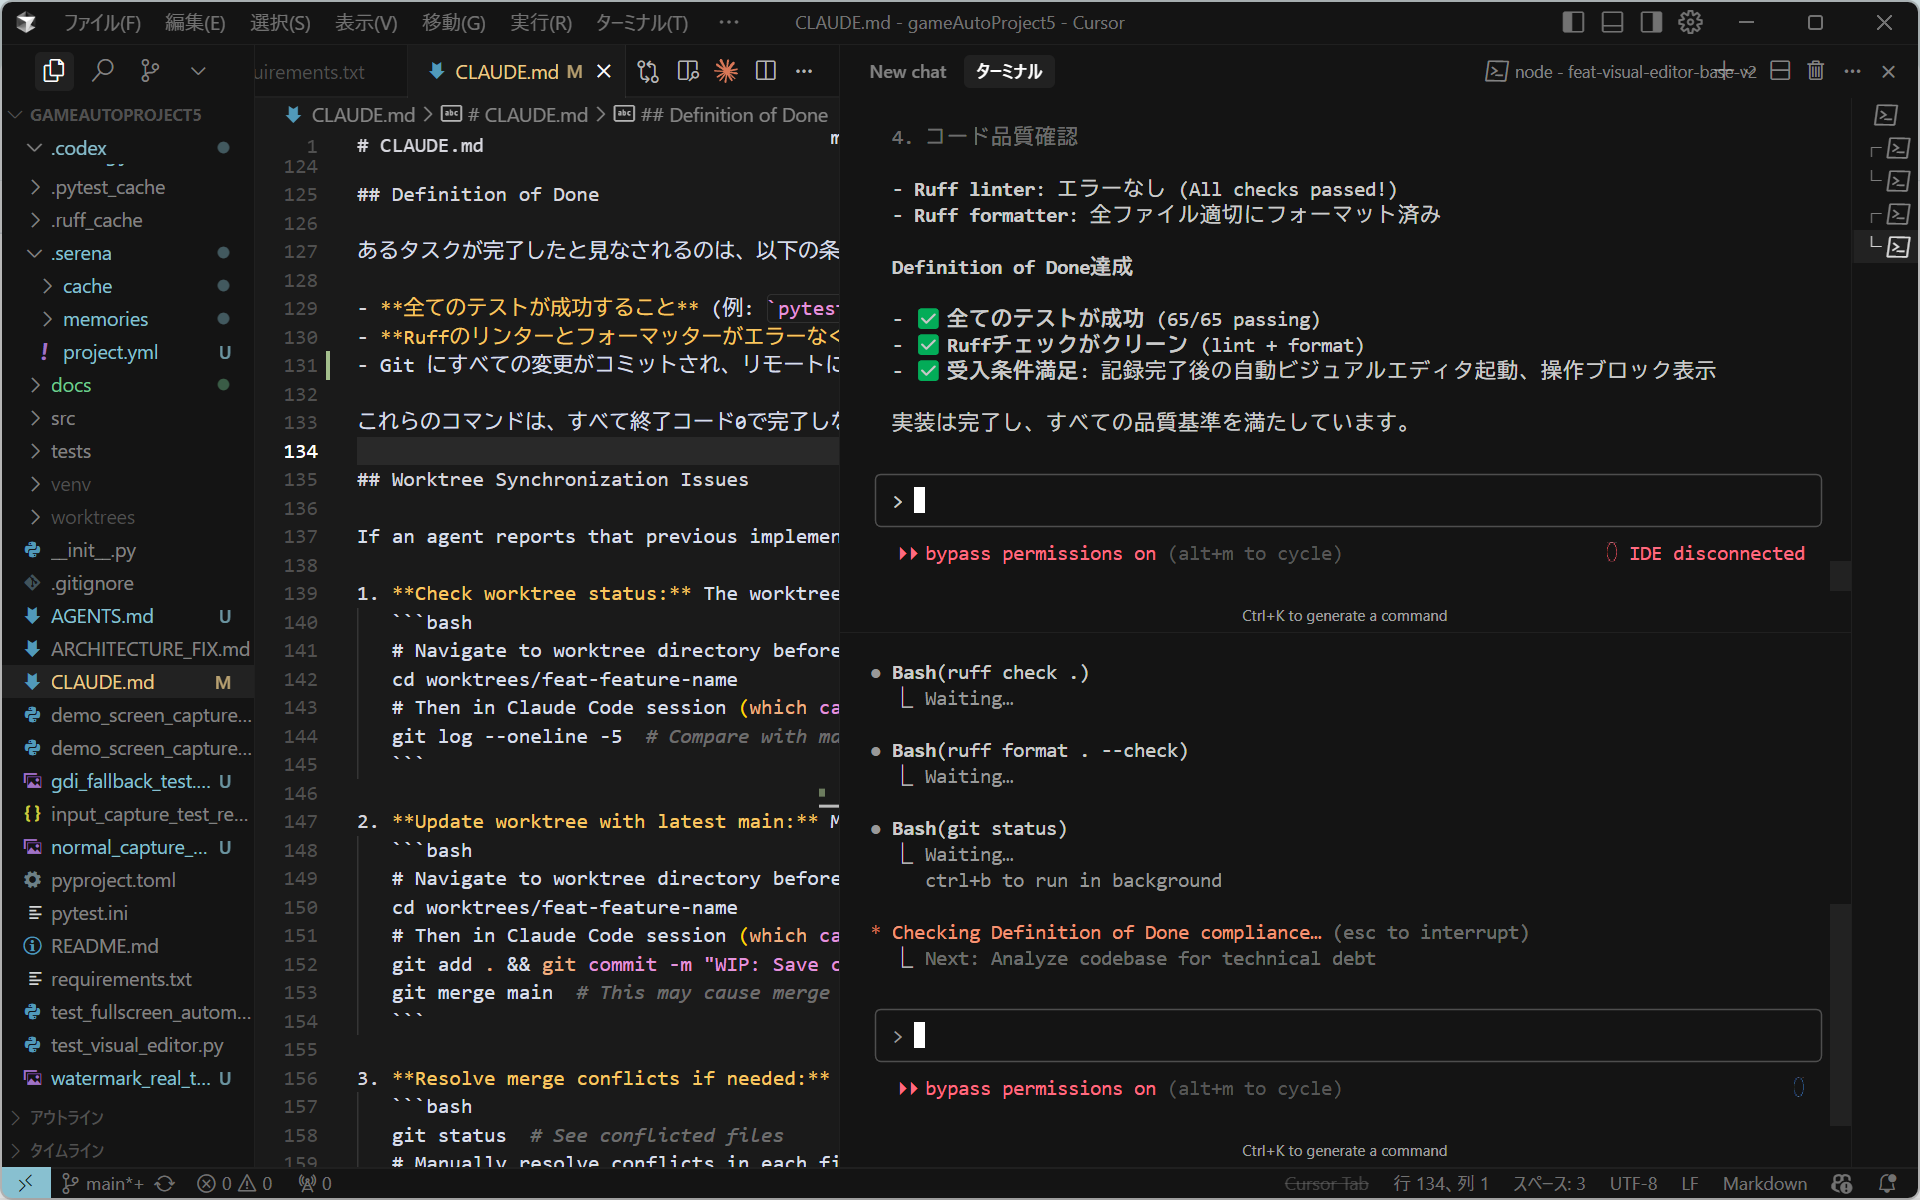 ファイル(F) 編集(E) 選択(S) 表示(V) 移動(G) 実行(R) ターミナル(T) ··· CLAUDE.md - gameAutoProject5 - Cursor
uirements.txt CLAUDE.md M New chat ターミナル node - feat-visual-editor-base-v2
GAMEAUTOPROJECT5
.codex
.pytest_cache
.ruff_cache
.serena
cache
memories
! project.yml U
docs
src
tests
venv
worktrees
__init__.py
.gitignore
AGENTS.md U
ARCHITECTURE_FIX.md
CLAUDE.md M
demo_screen_capture...
demo_screen_capture...
gdi_fallback_test.... U
{} input_capture_test_re...
normal_capture_... U
pyproject.toml
pytest.ini
README.md
requirements.txt
test_fullscreen_autom...
test_visual_editor.py
watermark_real_t... U
アウトライン
タイムライン
CLAUDE.md > # CLAUDE.md > ## Definition of Done
1 # CLAUDE.md
124
125 ## Definition of Done
126
127 あるタスクが完了したと見なされるのは、以下の条
128
129 - **全てのテストが成功すること** (例: `pytest
130 - **Ruffのリンターとフォーマッターがエラーなく
131 - Git にすべての変更がコミットされ、リモートに
132
133 これらのコマンドは、すべて終了コード0で完了しな
134
135 ## Worktree Synchronization Issues
136
137 If an agent reports that previous implemen
138
139 1. **Check worktree status:** The worktree
140 ```bash
141 # Navigate to worktree directory before
142 cd worktrees/feat-feature-name
143 # Then in Claude Code session (which ca
144 git log --oneline -5 # Compare with ma
145 ```
146
147 2. **Update worktree with latest main:** M
148 ```bash
149 # Navigate to worktree directory before
150 cd worktrees/feat-feature-name
151 # Then in Claude Code session (which ca
152 git add . && git commit -m "WIP: Save c
153 git merge main # This may cause merge
154 ```
155
156 3. **Resolve merge conflicts if needed:**
157 ```bash
158 git status # See conflicted files
159 # Manually resolve conflicts in each fi
4. コード品質確認
- Ruff linter: エラーなし (All checks passed!)
- Ruff formatter: 全ファイル適切にフォーマット済み
Definition of Done達成
- ✅ 全てのテストが成功 (65/65 passing)
- ✅ Ruffチェックがクリーン (lint + format)
- ✅ 受入条件満足: 記録完了後の自動ビジュアルエディタ起動、操作ブロック表示
実装は完了し、すべての品質基準を満たしています。
>
bypass permissions on (alt+m to cycle) IDE disconnected
Ctrl+K to generate a command
● Bash(ruff check .)
Waiting…
● Bash(ruff format . --check)
Waiting…
● Bash(git status)
Waiting…
ctrl+b to run in background
* Checking Definition of Done compliance… (esc to interrupt)
Next: Analyze codebase for technical debt
>
bypass permissions on (alt+m to cycle)
Ctrl+K to generate a command
main*+ 0 0 0 Cursor Tab 行 134、列 1 スペース: 3 UTF-8 LF Markdown